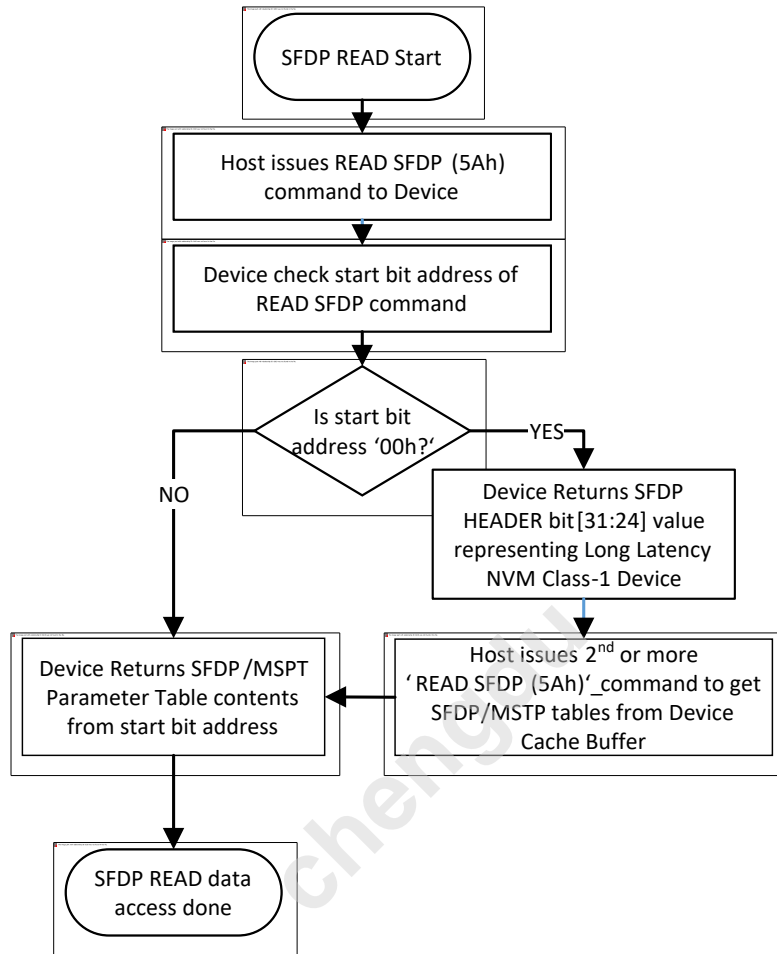 SFDP READ Start
Host issues READ SFDP (5Ah)
command to Device
Device check start bit address of
READ SFDP command
Is start bit
address ‘00h?‘
YES
NO
Device Returns SFDP
HEADER bit[31:24] value
representing Long Latency
NVM Class-1 Device
Host issues 2nd or more
‘READ SFDP (5Ah)‘_command to get
SFDP/MSTP tables from Device
Cache Buffer
Device Returns SFDP/MSPT
Parameter Table contents
from start bit address
SFDP READ data
access done
chengdu